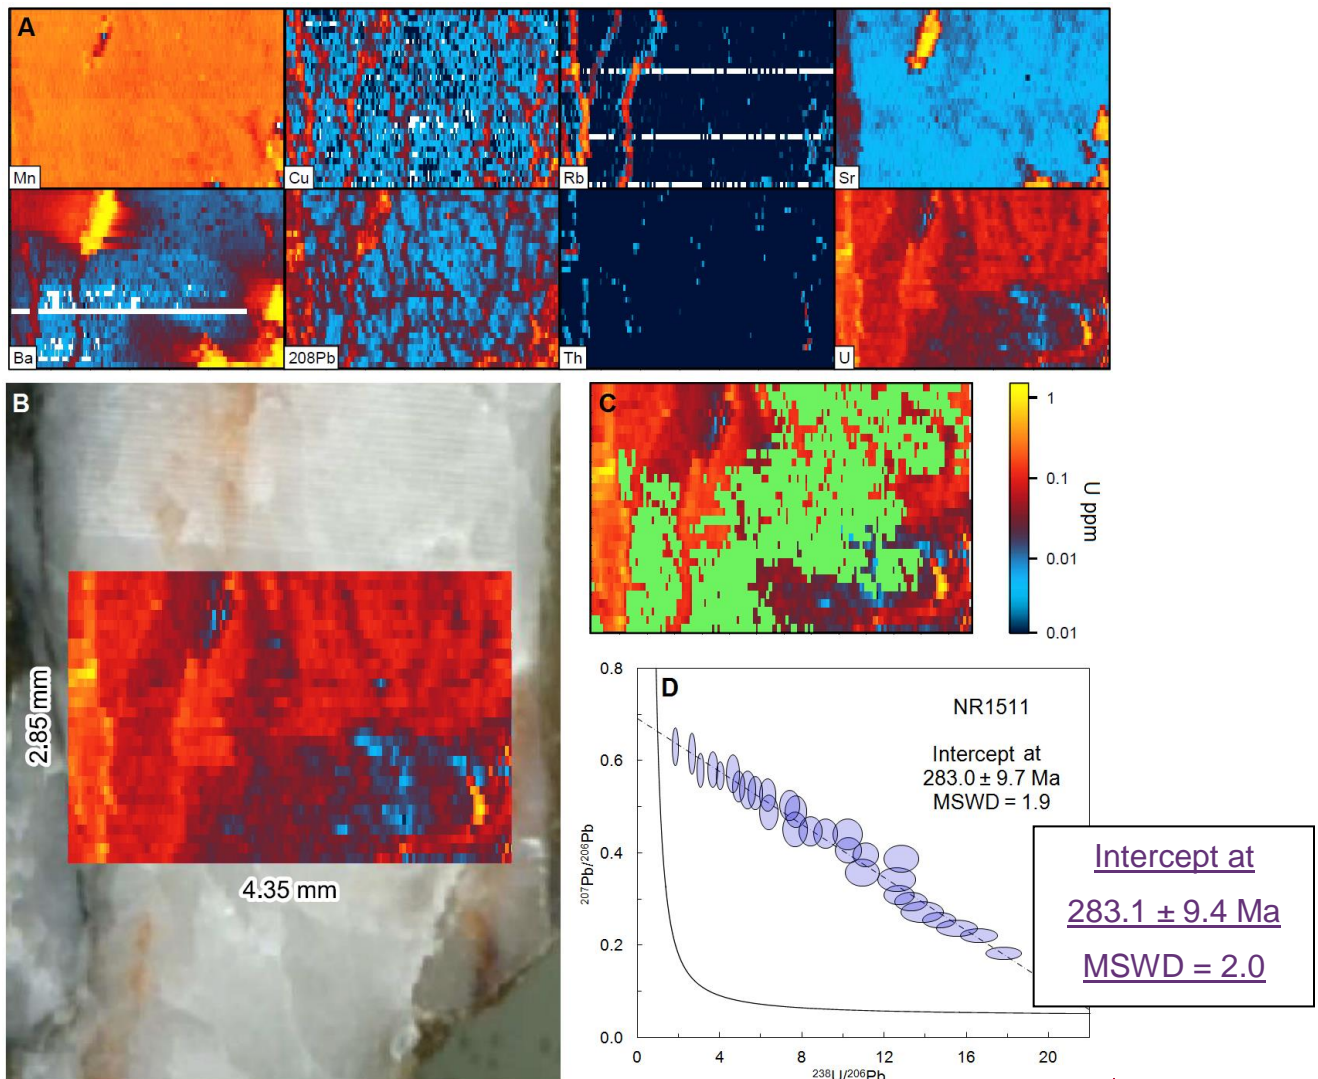 A
Mn
Cu
Rb
Sr
Ba
208Pb
Th
U
B
2.85 mm
4.35 mm
C
1
0.1
0.01
0.01
U ppm
D
NR1511
Intercept at
283.0 ± 9.7 Ma
MSWD = 1.9
0.8
0.6
0.4
0.2
0.0
207Pb/206Pb
0
4
8
12
16
20
238U/206Pb
Intercept at
283.1 ± 9.4 Ma
MSWD = 2.0